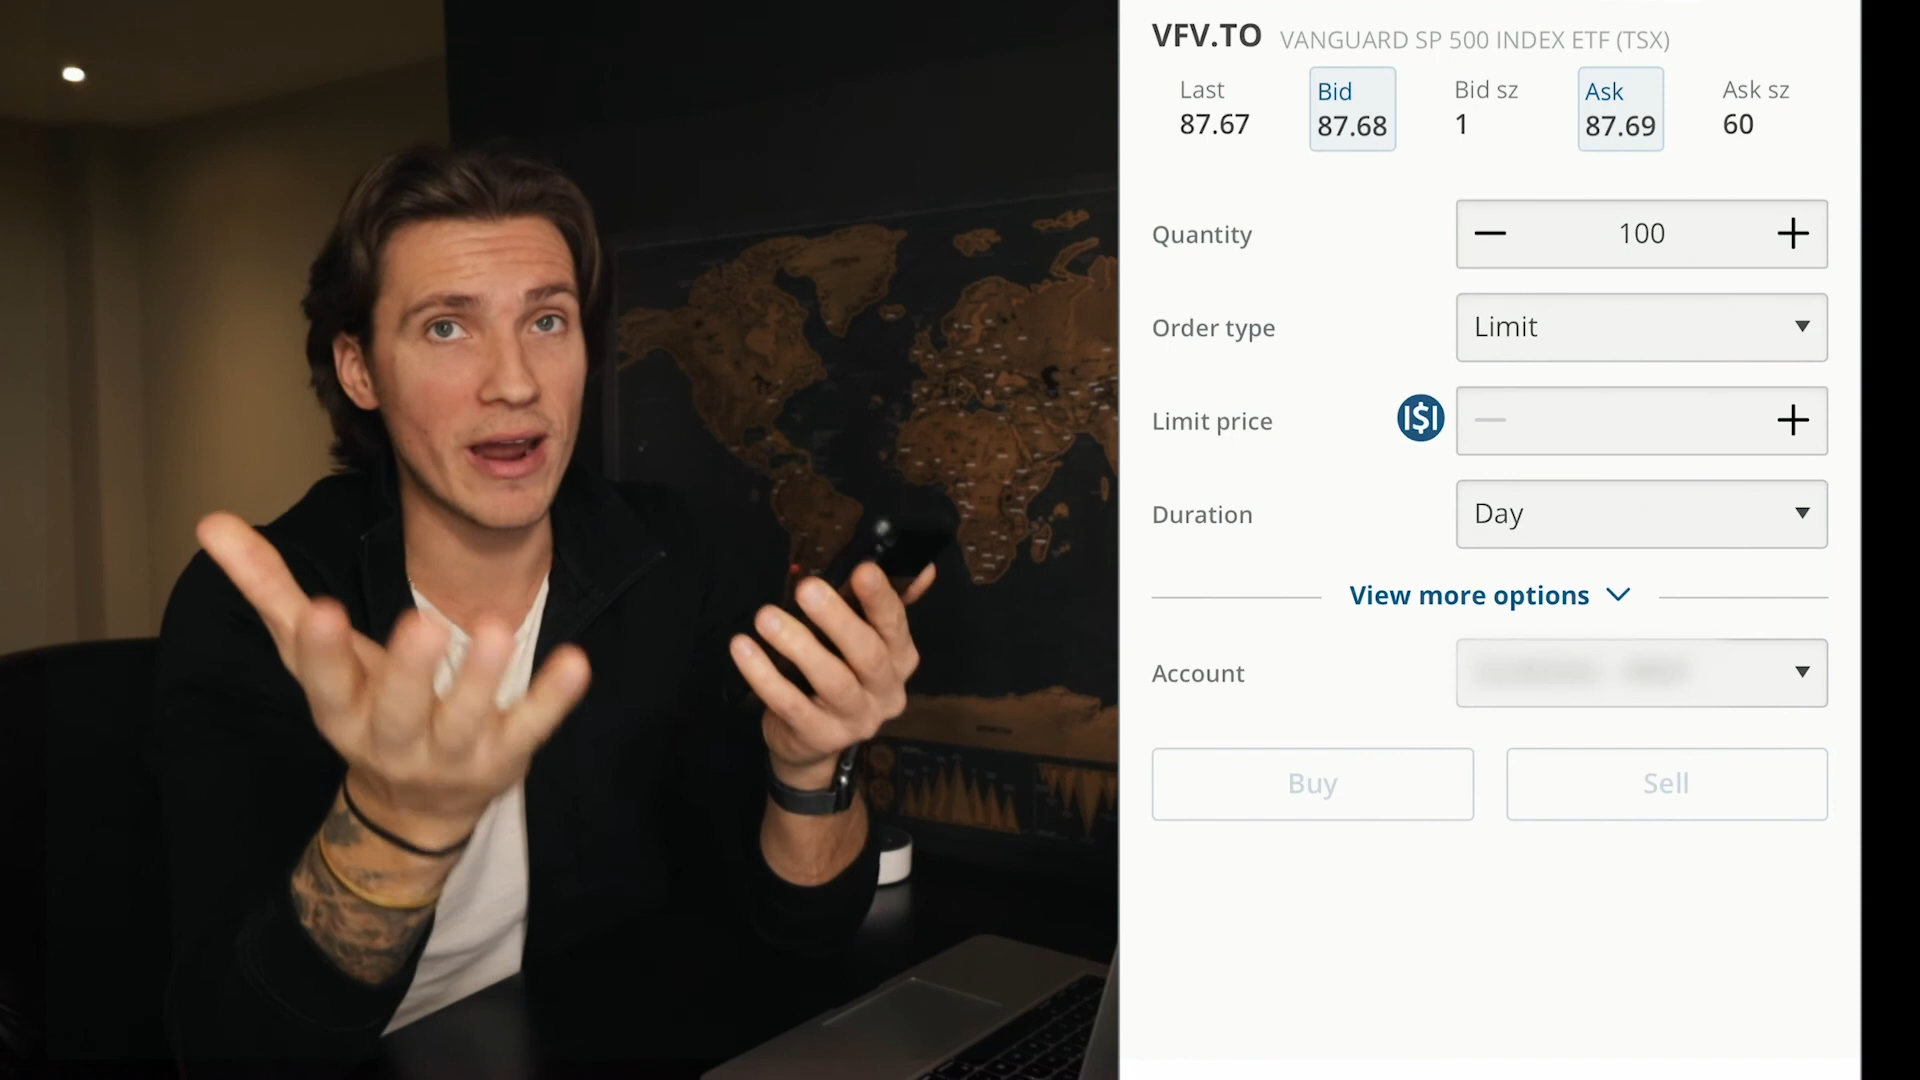 VFV.TO VANGUARD SP 500 INDEX ETF (TSX)
Last Bid Bid sz Ask Ask sz
87.67 87.68 1 87.69 60
Quantity 100
Order type Limit
Limit price
Duration Day
View more options
Account
Buy Sell